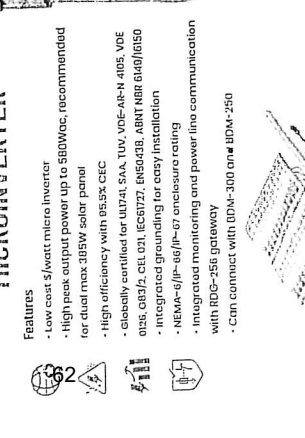 MICROINVERTER
Features
• Low cost $/watt micro inverter
• High peak output power up to 580Wac, recommended
for dual max 385W solar panel
• High efficiency with 95.5% CEC
• Globally certified for UL1741, SAA, TUV, VDE-AR-N 4105, VDE
0126, G83/2, CEI 021, IEC61727, EN50438, ABNT NBR 6149/16150
• Integrated grounding for easy installation
• NEMA-6/IP-66/IP-67 enclosure rating
• Integrated monitoring and power line communication
with BDG-256 gateway
• Can connect with BDM-300 and BDM-250
62